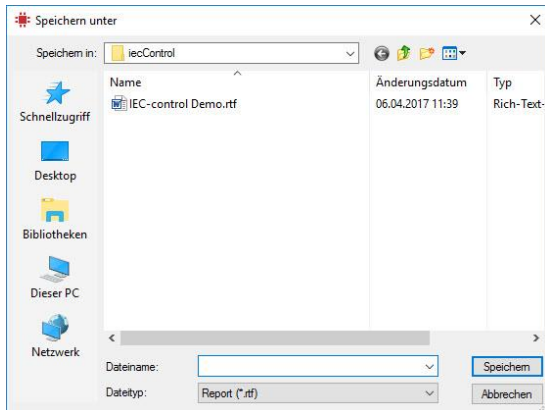 Speichern unter
Speichern in: iecControl
Name Änderungsdatum Typ
IEC-control Demo.rtf 06.04.2017 11:39 Rich-Text-
Schnellzugriff
Desktop
Bibliotheken
Dieser PC
Netzwerk
Dateiname: Speichern
Dateityp: Report (*.rtf) Abbrechen